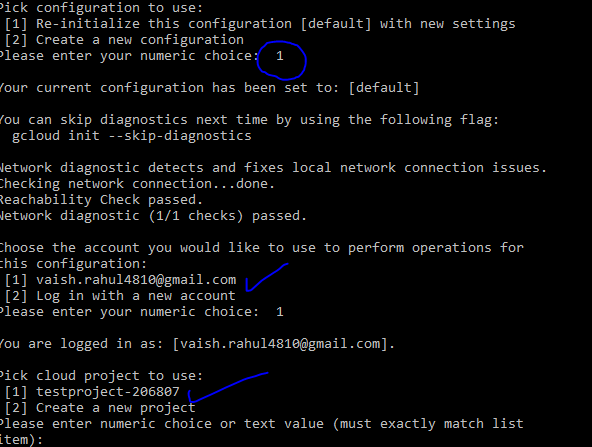 Pick configuration to use:
[1] Re-initialize this configuration [default] with new settings
[2] Create a new configuration
Please enter your numeric choice:  1
Your current configuration has been set to: [default]
You can skip diagnostics next time by using the following flag:
gcloud init --skip-diagnostics
Network diagnostic detects and fixes local network connection issues.
Checking network connection...done.
Reachability Check passed.
Network diagnostic (1/1 checks) passed.
Choose the account you would like to use to perform operations for
this configuration:
[1] vaish.rahul4810@gmail.com
[2] Log in with a new account
Please enter your numeric choice:  1
You are logged in as: [vaish.rahul4810@gmail.com].
Pick cloud project to use:
[1] testproject-206807
[2] Create a new project
Please enter numeric choice or text value (must exactly match list
item):